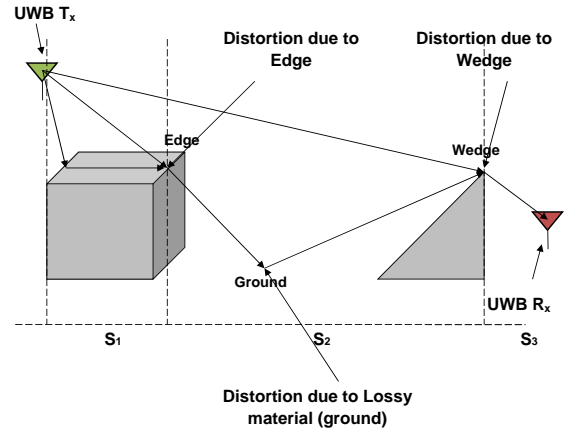 UWB Tx
Distortion due to
Edge
Distortion due to
Wedge
Edge
Wedge
Ground
UWB Rx
S1
S2
S3
Distortion due to Lossy
material (ground)